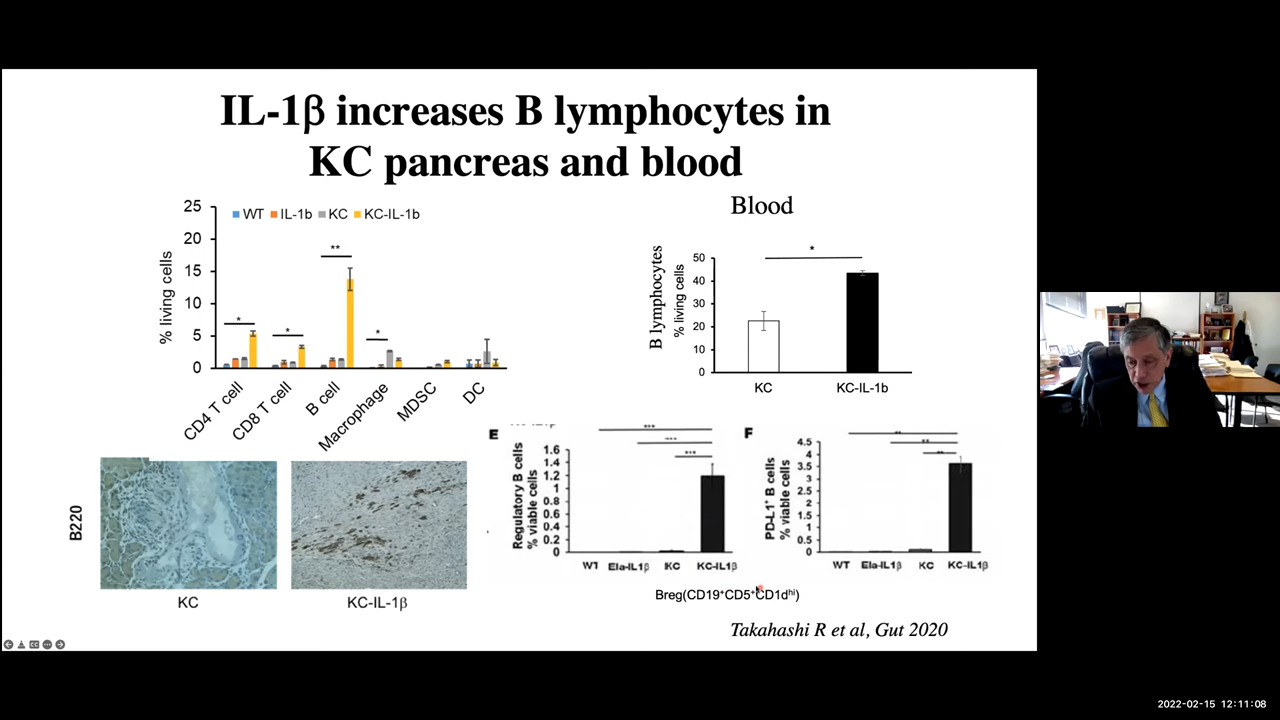 IL-1β increases B lymphocytes in
KC pancreas and blood
25
20
15
10
5
0
% living cells
WT IL-1b KC KC-IL-1b
*
*
**
*
CD4 T cell
CD8 T cell
B cell
Macrophage
MDSC
DC
Blood
B lymphocytes
% living cells
50
40
30
20
10
0
*
KC
KC-IL-1b
B220
KC
KC-IL-1β
E
Regulatory B cells
% viable cells
1.6
1.4
1.2
1
0.8
0.6
0.4
0.2
0
***
***
***
WT Ela-IL1β KC KC-IL1β
F
PD-L1⁺ B cells
% viable cells
4.5
4
3.5
3
2.5
2
1.5
1
0.5
0
**
**
**
WT Ela-IL1β KC KC-IL1β
Breg(CD19⁺CD5⁺CD1dʰⁱ)
Takahashi R et al, Gut 2020
2022-02-15 12:11:08